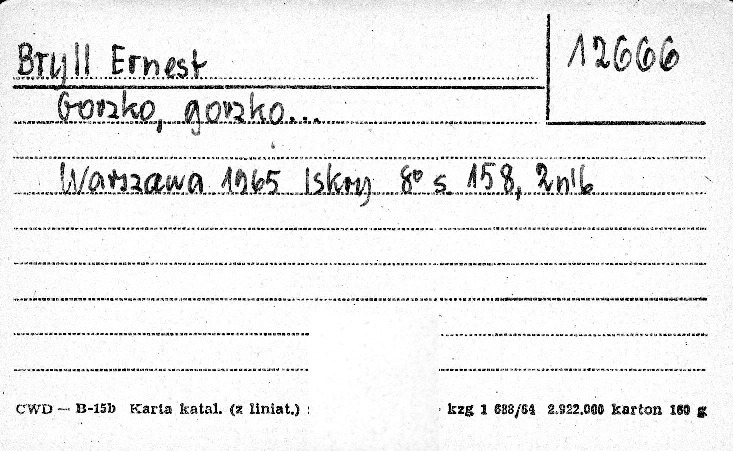 Bryll Ernest
12666
Gorzko, gorzko...
Warszawa 1965 Iskry 8° s. 158, 2nlb
CWD — B-15b Karta katal. (z liniat.)
kzg 1 688/64 2.922.000 karton 160 g